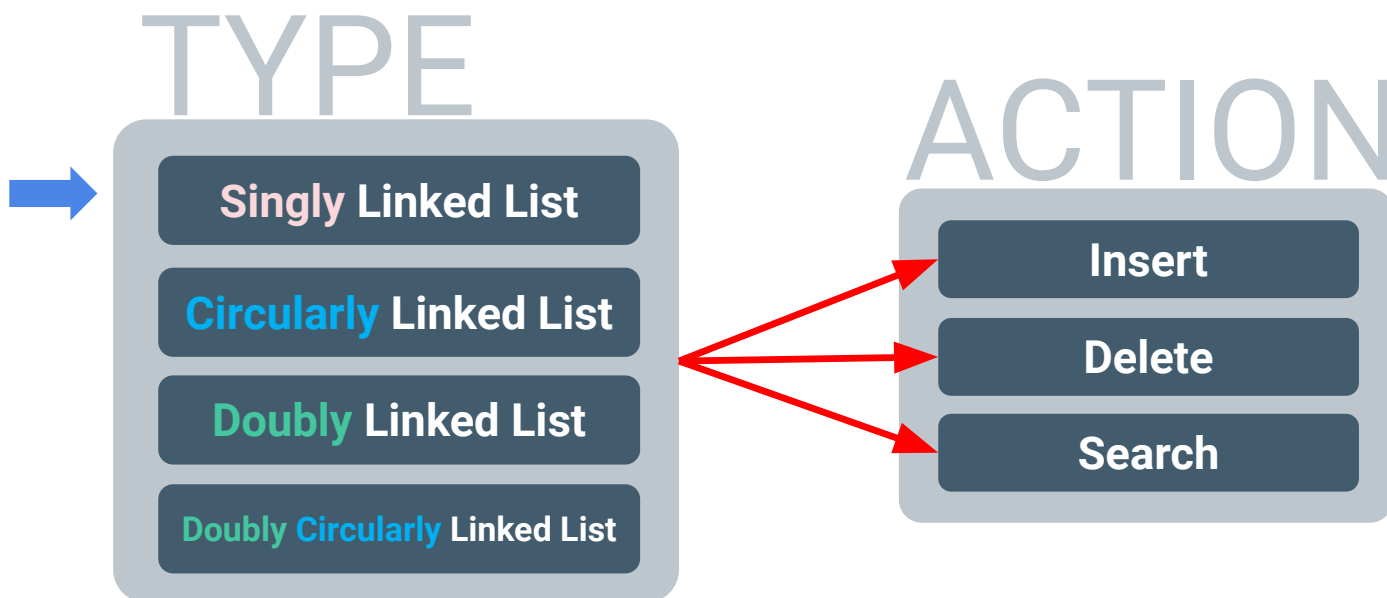 TYPE
Singly Linked List
Circularly Linked List
Doubly Linked List
Doubly Circularly Linked List
ACTION
Insert
Delete
Search